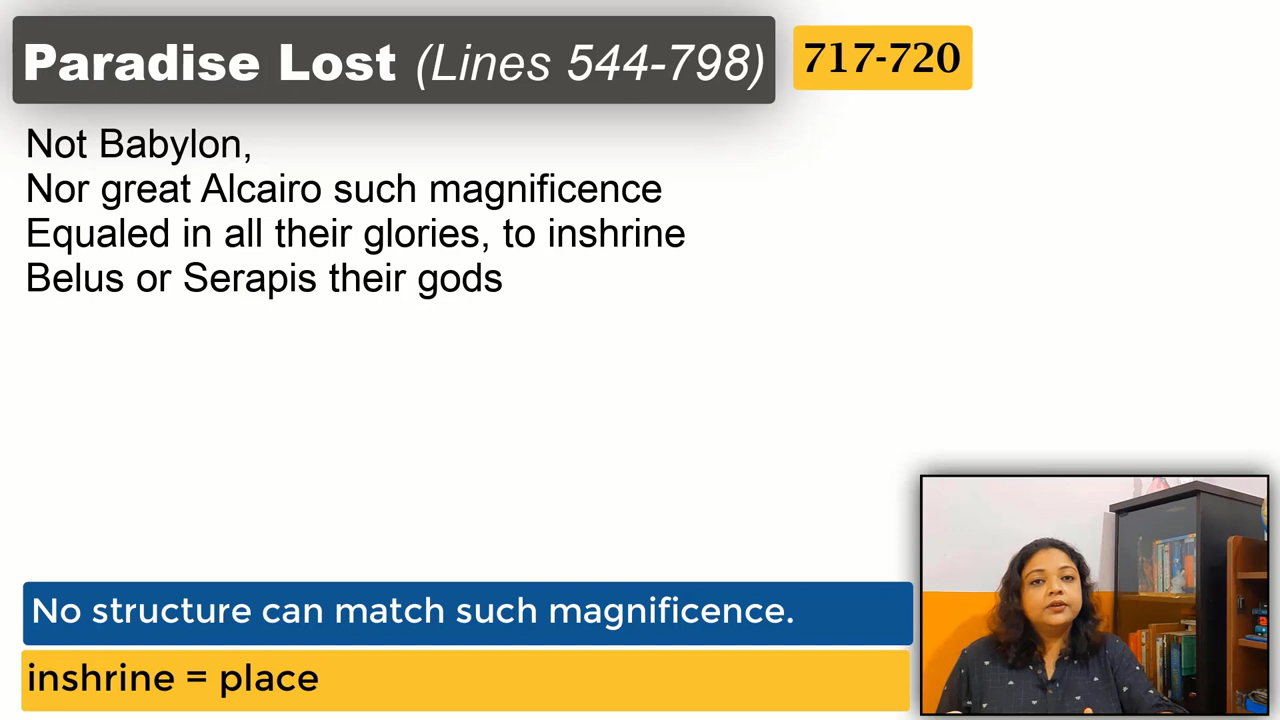 Paradise Lost (Lines 544-798) 717-720
Not Babylon,
Nor great Alcairo such magnificence
Equaled in all their glories, to inshrine
Belus or Serapis their gods
No structure can match such magnificence.
inshrine = place